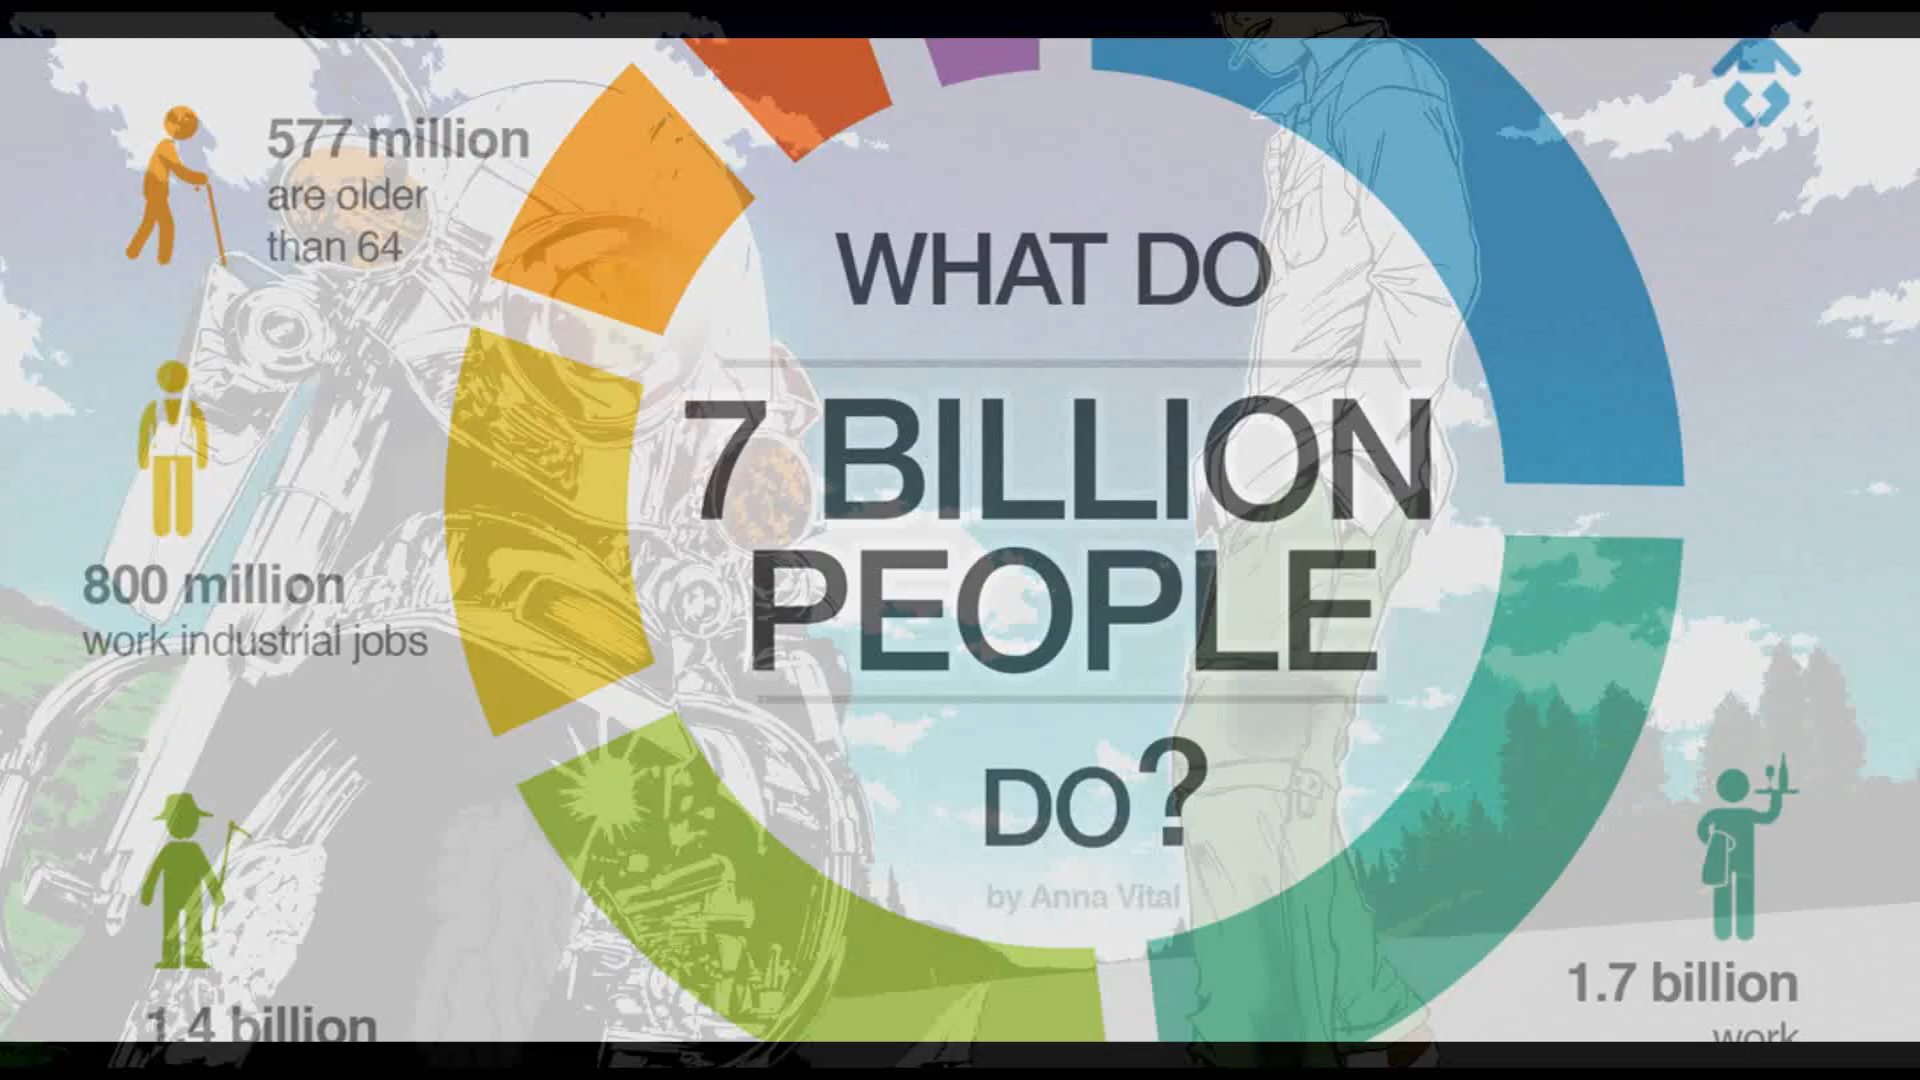 577 million
are older
than 64
800 million
work industrial jobs
1.4 billion
WHAT DO
7 BILLION
PEOPLE
DO?
by Anna Vital
1.7 billion
work